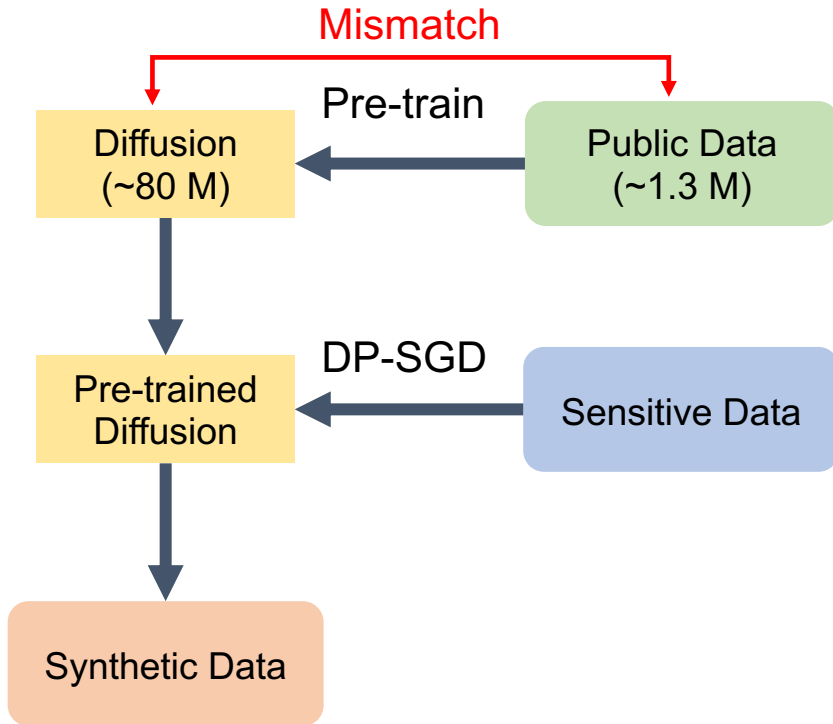 Mismatch
Pre-train
Diffusion
(~80 M)
Public Data
(~1.3 M)
DP-SGD
Pre-trained
Diffusion
Sensitive Data
Synthetic Data